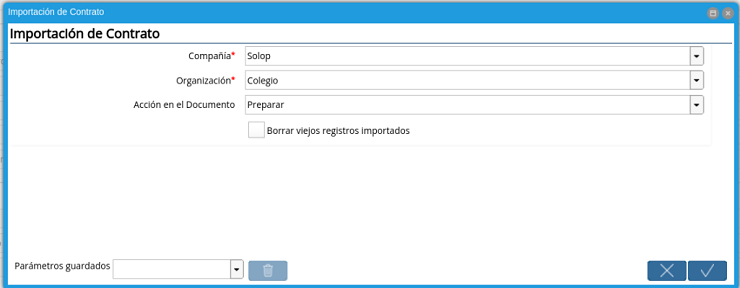 Importación de Contrato
Importación de Contrato
Compañía* Solop
Organización* Colegio
Acción en el Documento Preparar
Borrar viejos registros importados
Parámetros guardados